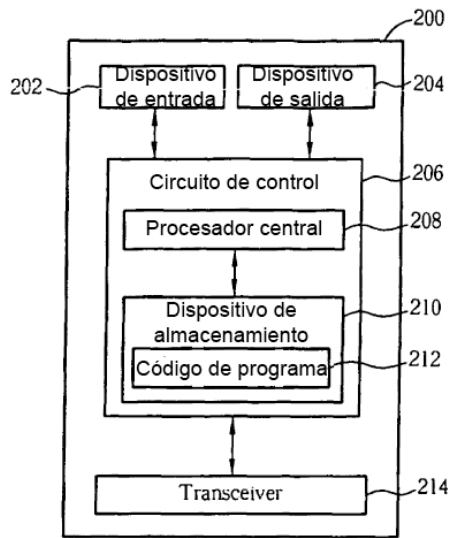 200
Dispositivo
de entrada
202
Dispositivo
de salida
204
Circuito de control
206
Procesador central
208
Dispositivo de
almacenamiento
210
Código de programa
212
Transceiver
214